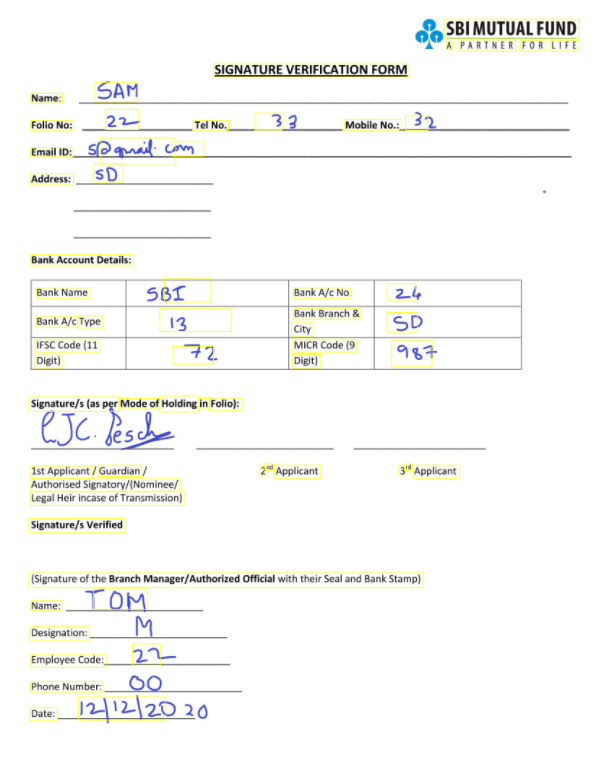 SBI MUTUAL FUND
A PARTNER FOR LIFE
SIGNATURE VERIFICATION FORM
Name: SAM
Folio No: 22 Tel No. 33 Mobile No.: 32
Email ID: s@gmail.com
Address: SD
Bank Account Details:
Bank Name SBI Bank A/c No 24
Bank A/c Type 13 Bank Branch & City SD
IFSC Code (11 Digit) 72 MICR Code (9 Digit) 987
Signature/s (as per Mode of Holding in Folio):
1st Applicant / Guardian / 2nd Applicant 3rd Applicant
Authorised Signatory/(Nominee/
Legal Heir incase of Transmission)
Signature/s Verified
(Signature of the Branch Manager/Authorized Official with their Seal and Bank Stamp)
Name: TOM
Designation: M
Employee Code: 22
Phone Number: 00
Date: 12/12/2020